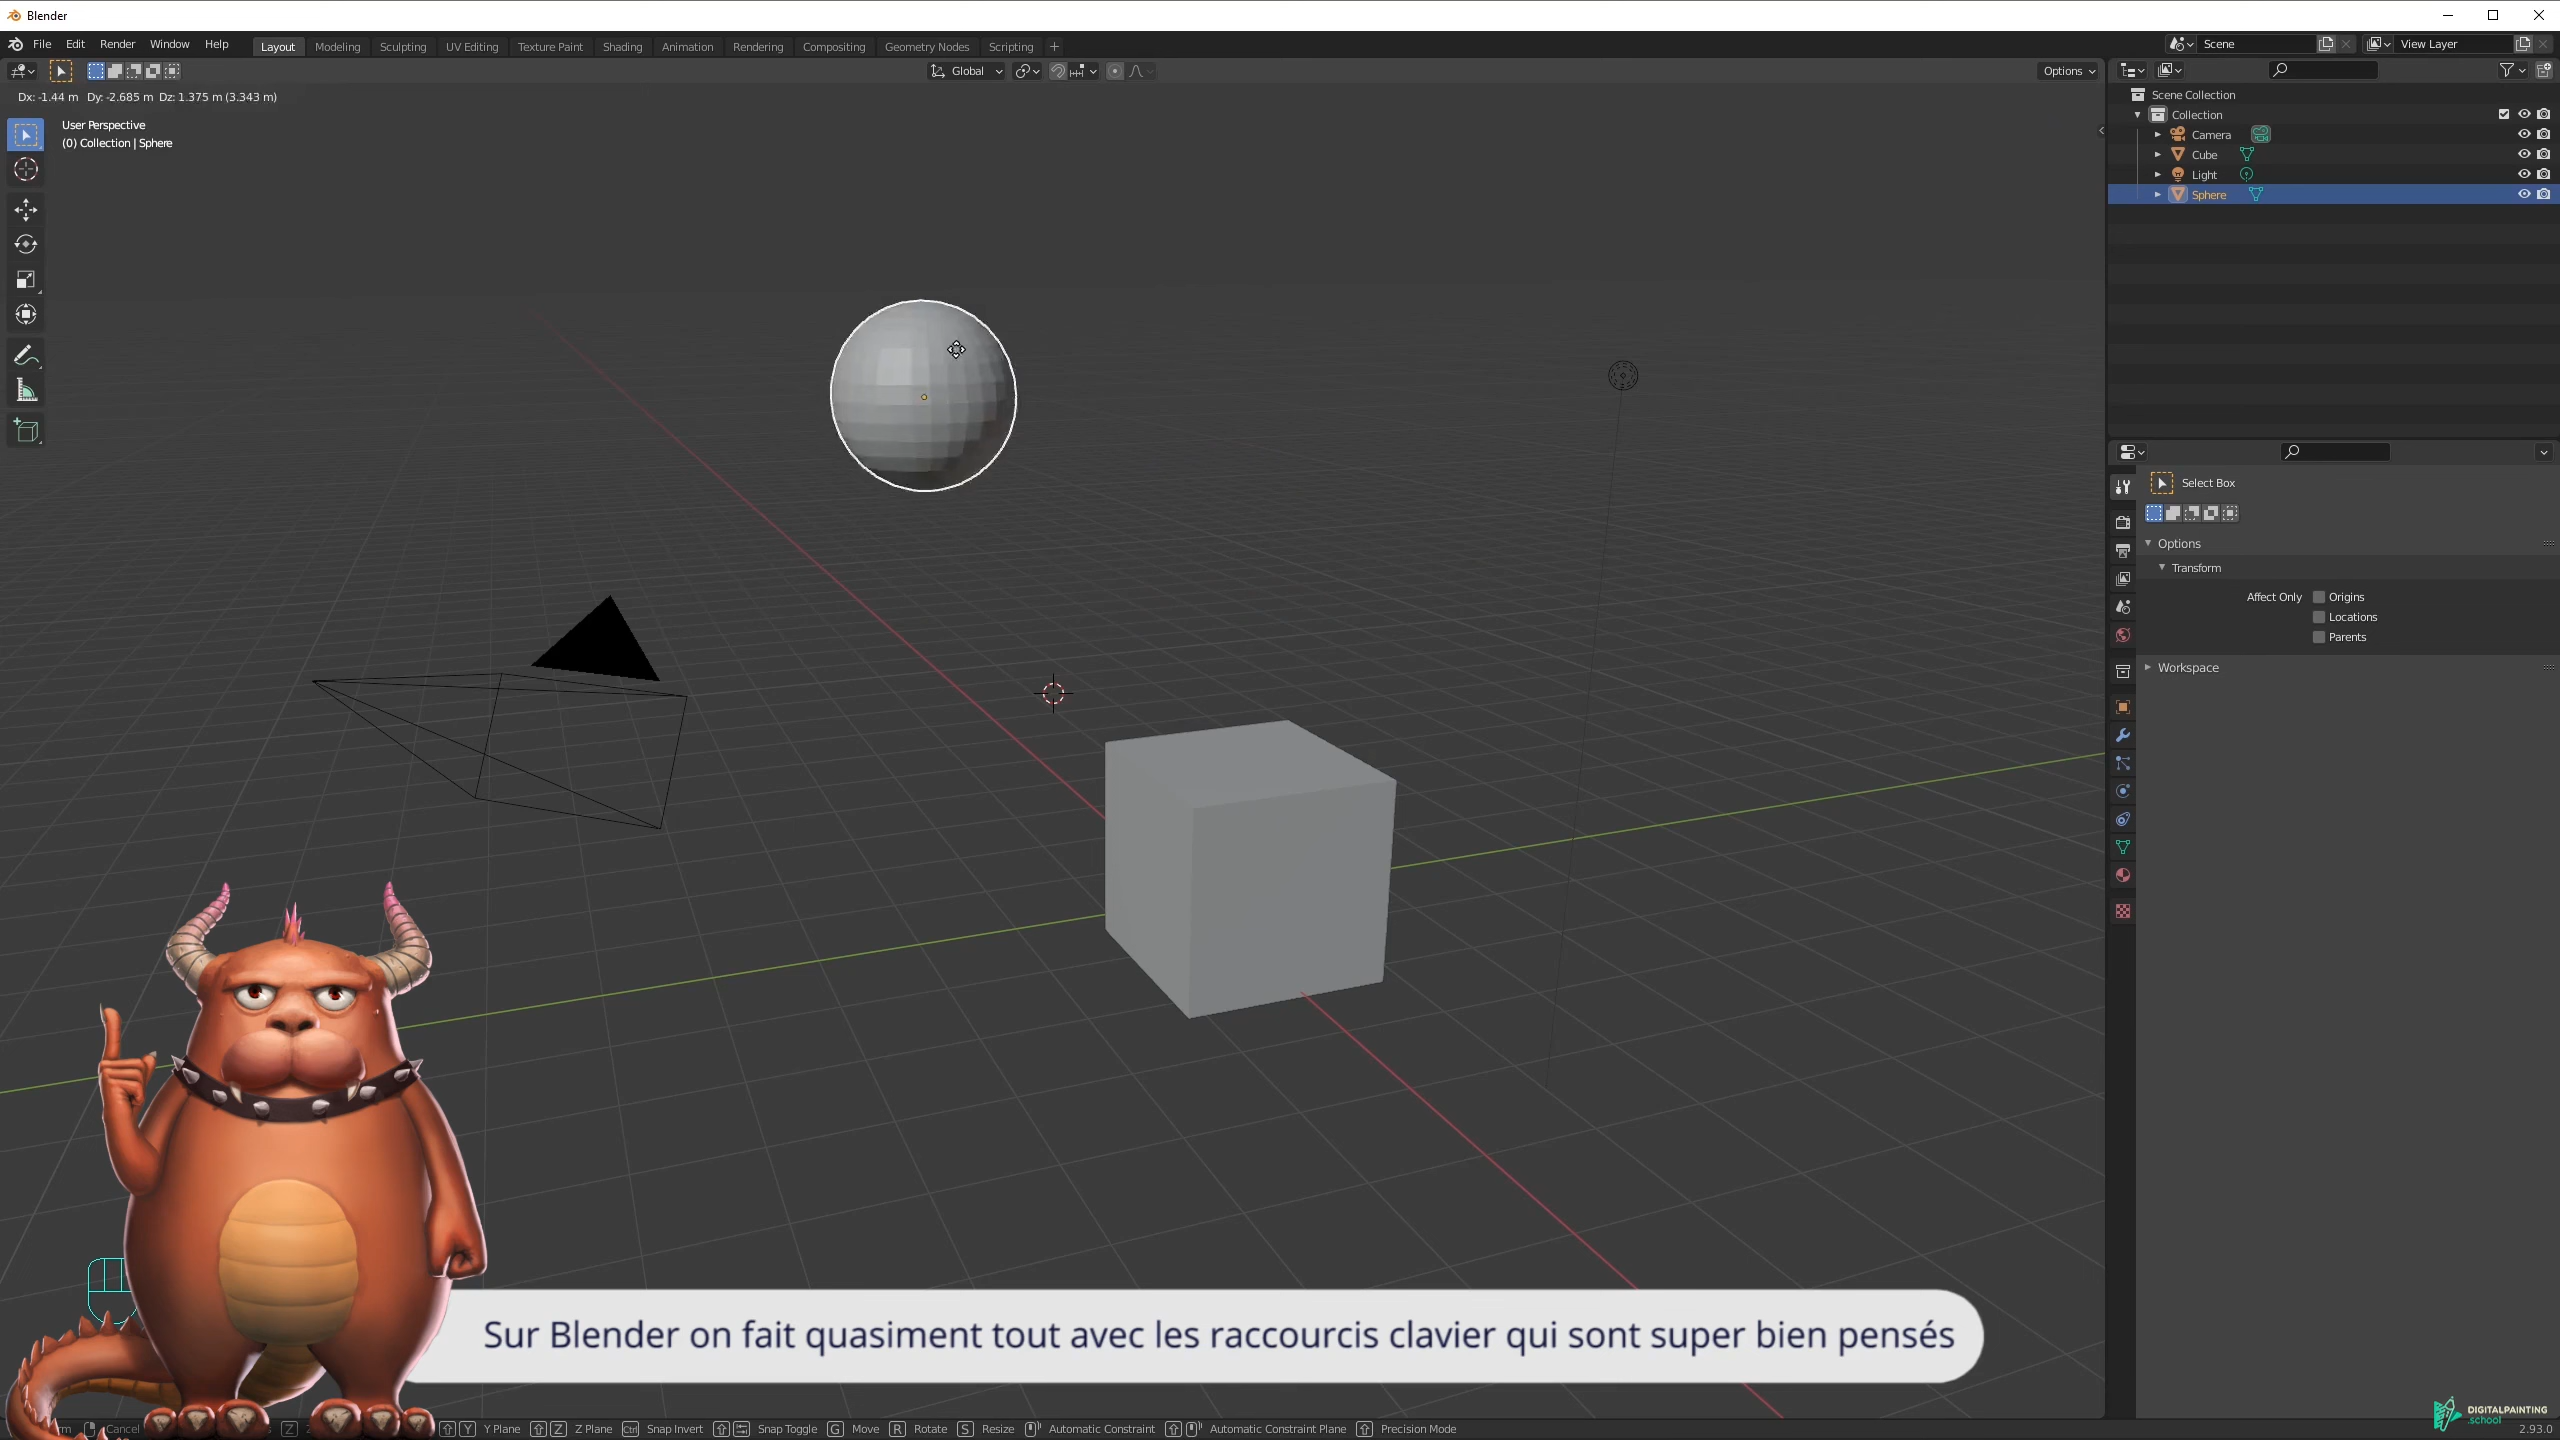 Blender
File Edit Render Window Help Layout Modeling Sculpting UV Editing Texture Paint Shading Animation Rendering Compositing Geometry Nodes Scripting + Scene View Layer
Global Options
Dx: -1.44 m Dy: -2.685 m Dz: 1.375 m (3.343 m)
User Perspective
(0) Collection | Sphere
Scene Collection
Collection
Camera
Cube
Light
Sphere
Select Box
Options
Transform
Affect Only Origins
Locations
Parents
Workspace
Sur Blender on fait quasiment tout avec les raccourcis clavier qui sont super bien pensés
Cancel Z Y Y Plane Z Z Plane Ctrl Snap Invert Snap Toggle G Move R Rotate S Resize Automatic Constraint Automatic Constraint Plane Precision Mode
DIGITALPAINTING
.school
2.93.0